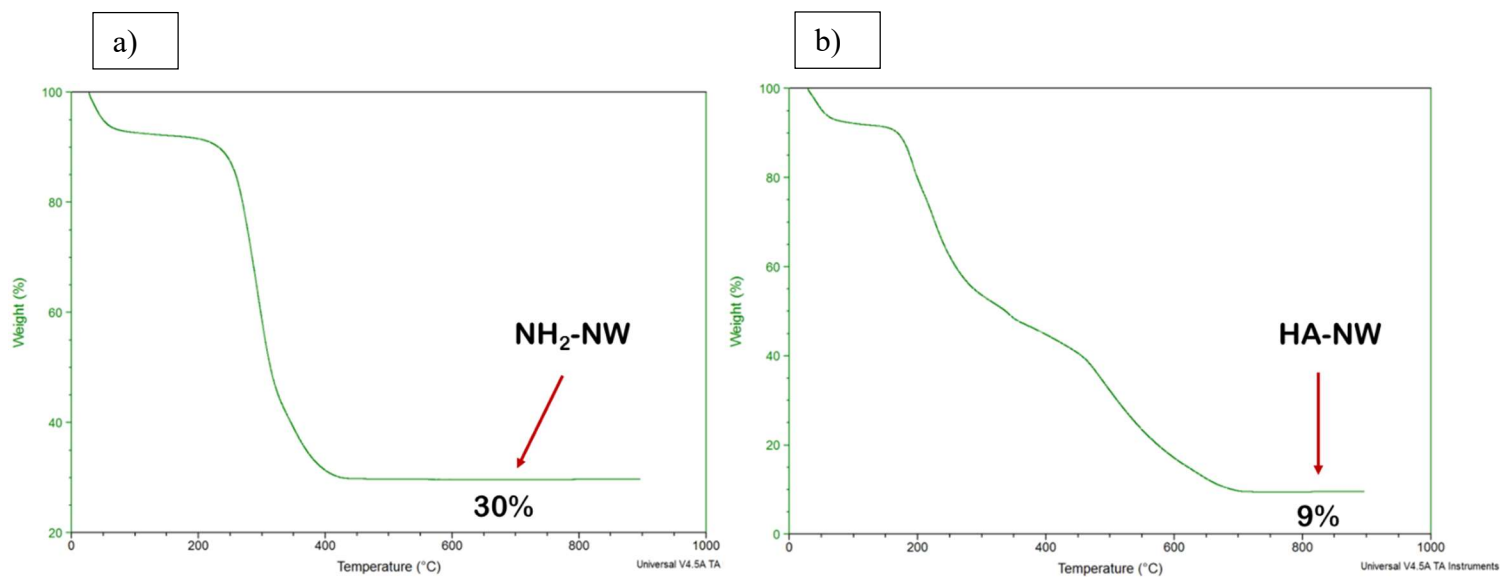 a)
100
80
60
40
20
Weight (%)
NH₂-NW
30%
0
200
400
600
800
1000
Temperature (°C)
Universal V4.5A TA
b)
100
80
60
40
20
0
Weight (%)
HA-NW
9%
0
200
400
600
800
1000
Temperature (°C)
Universal V4.5A TA Instruments